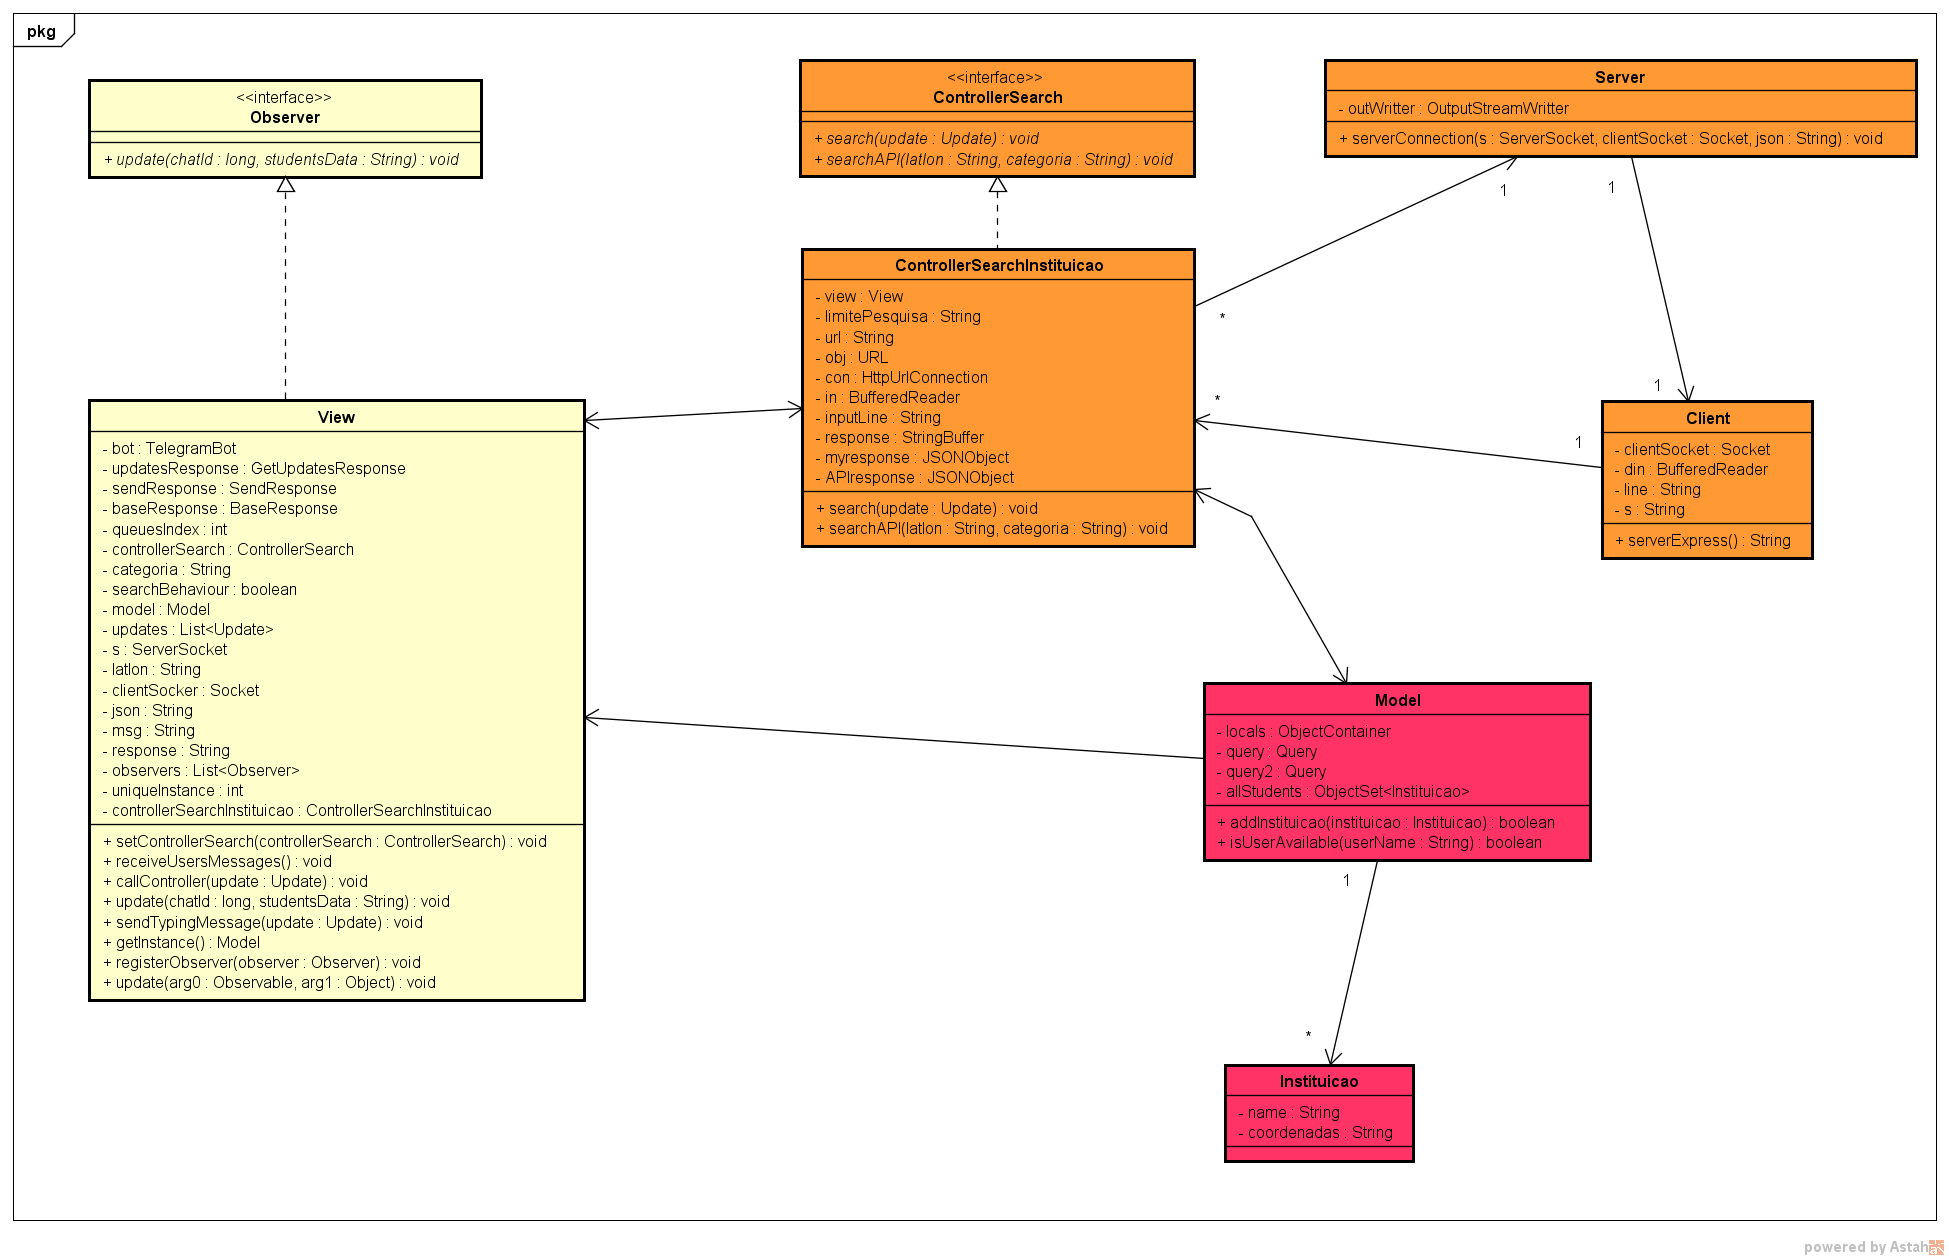 pkg
<<interface>>
Observer
+ update(chatId : long, studentsData : String) : void
<<interface>>
ControllerSearch
+ search(update : Update) : void
+ searchAPI(latlon : String, categoria : String) : void
Server
- outWritter : OutputStreamWritter
+ serverConnection(s : ServerSocket, clientSocket : Socket, json : String) : void
1
1
ControllerSearchInstituicao
- view : View
- limitePesquisa : String
- url : String
- obj : URL
- con : HttpUrlConnection
- in : BufferedReader
- inputLine : String
- response : StringBuffer
- myresponse : JSONObject
- APIresponse : JSONObject
+ search(update : Update) : void
+ searchAPI(latlon : String, categoria : String) : void
*
*
1
1
Client
- clientSocket : Socket
- din : BufferedReader
- line : String
- s : String
+ serverExpress() : String
View
- bot : TelegramBot
- updatesResponse : GetUpdatesResponse
- sendResponse : SendResponse
- baseResponse : BaseResponse
- queuesIndex : int
- controllerSearch : ControllerSearch
- categoria : String
- searchBehaviour : boolean
- model : Model
- updates : List<Update>
- s : ServerSocket
- latlon : String
- clientSocker : Socket
- json : String
- msg : String
- response : String
- observers : List<Observer>
- uniqueInstance : int
- controllerSearchInstituicao : ControllerSearchInstituicao
+ setControllerSearch(controllerSearch : ControllerSearch) : void
+ receiveUsersMessages() : void
+ callController(update : Update) : void
+ update(chatId : long, studentsData : String) : void
+ sendTypingMessage(update : Update) : void
+ getInstance() : Model
+ registerObserver(observer : Observer) : void
+ update(arg0 : Observable, arg1 : Object) : void
Model
- locals : ObjectContainer
- query : Query
- query2 : Query
- allStudents : ObjectSet<Instituicao>
+ addInstituicao(instituicao : Instituicao) : boolean
+ isUserAvailable(userName : String) : boolean
1
*
Instituicao
- name : String
- coordenadas : String
powered by Astah